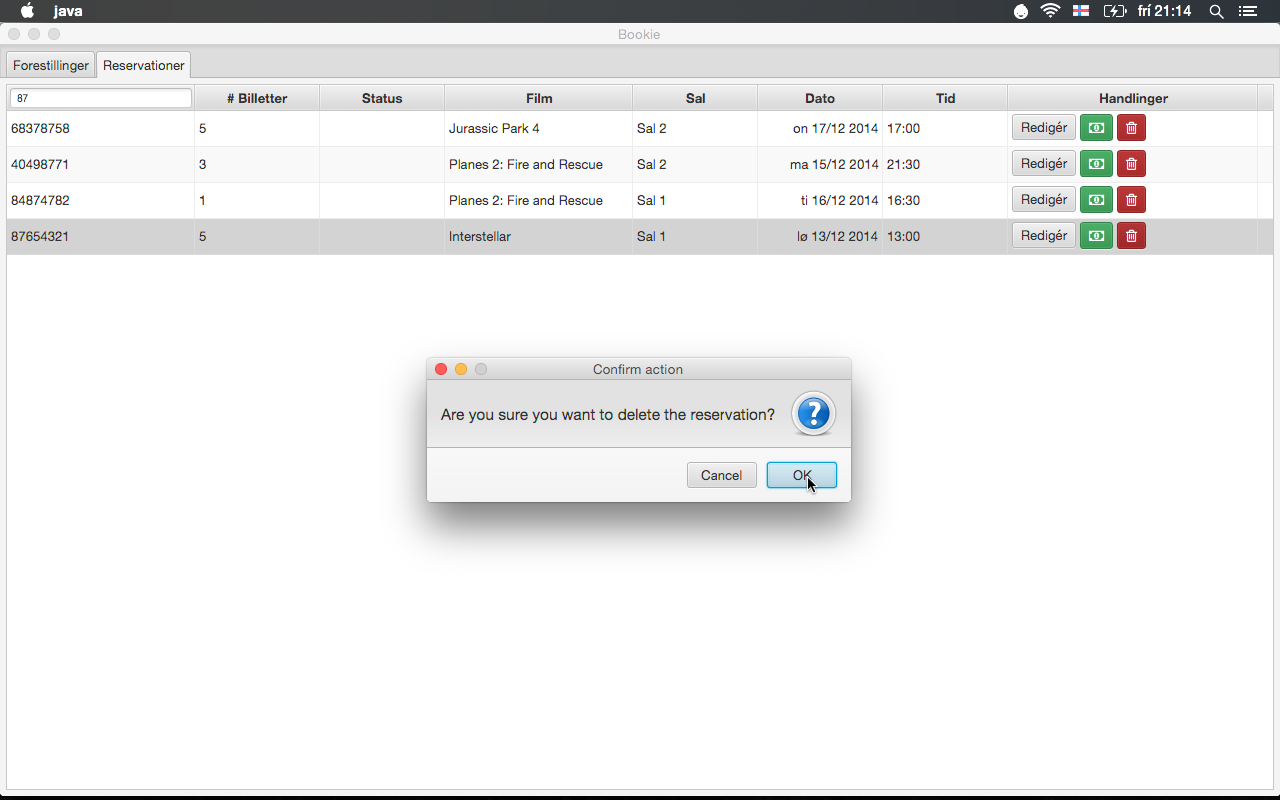 java fri 21:14
Bookie
Forestillinger Reservationer
87 # Billetter Status Film Sal Dato Tid Handlinger
68378758 5 Jurassic Park 4 Sal 2 on 17/12 2014 17:00 Redigér
40498771 3 Planes 2: Fire and Rescue Sal 2 ma 15/12 2014 21:30 Redigér
84874782 1 Planes 2: Fire and Rescue Sal 1 ti 16/12 2014 16:30 Redigér
87654321 5 Interstellar Sal 1 lø 13/12 2014 13:00 Redigér
Confirm action
Are you sure you want to delete the reservation?
Cancel OK